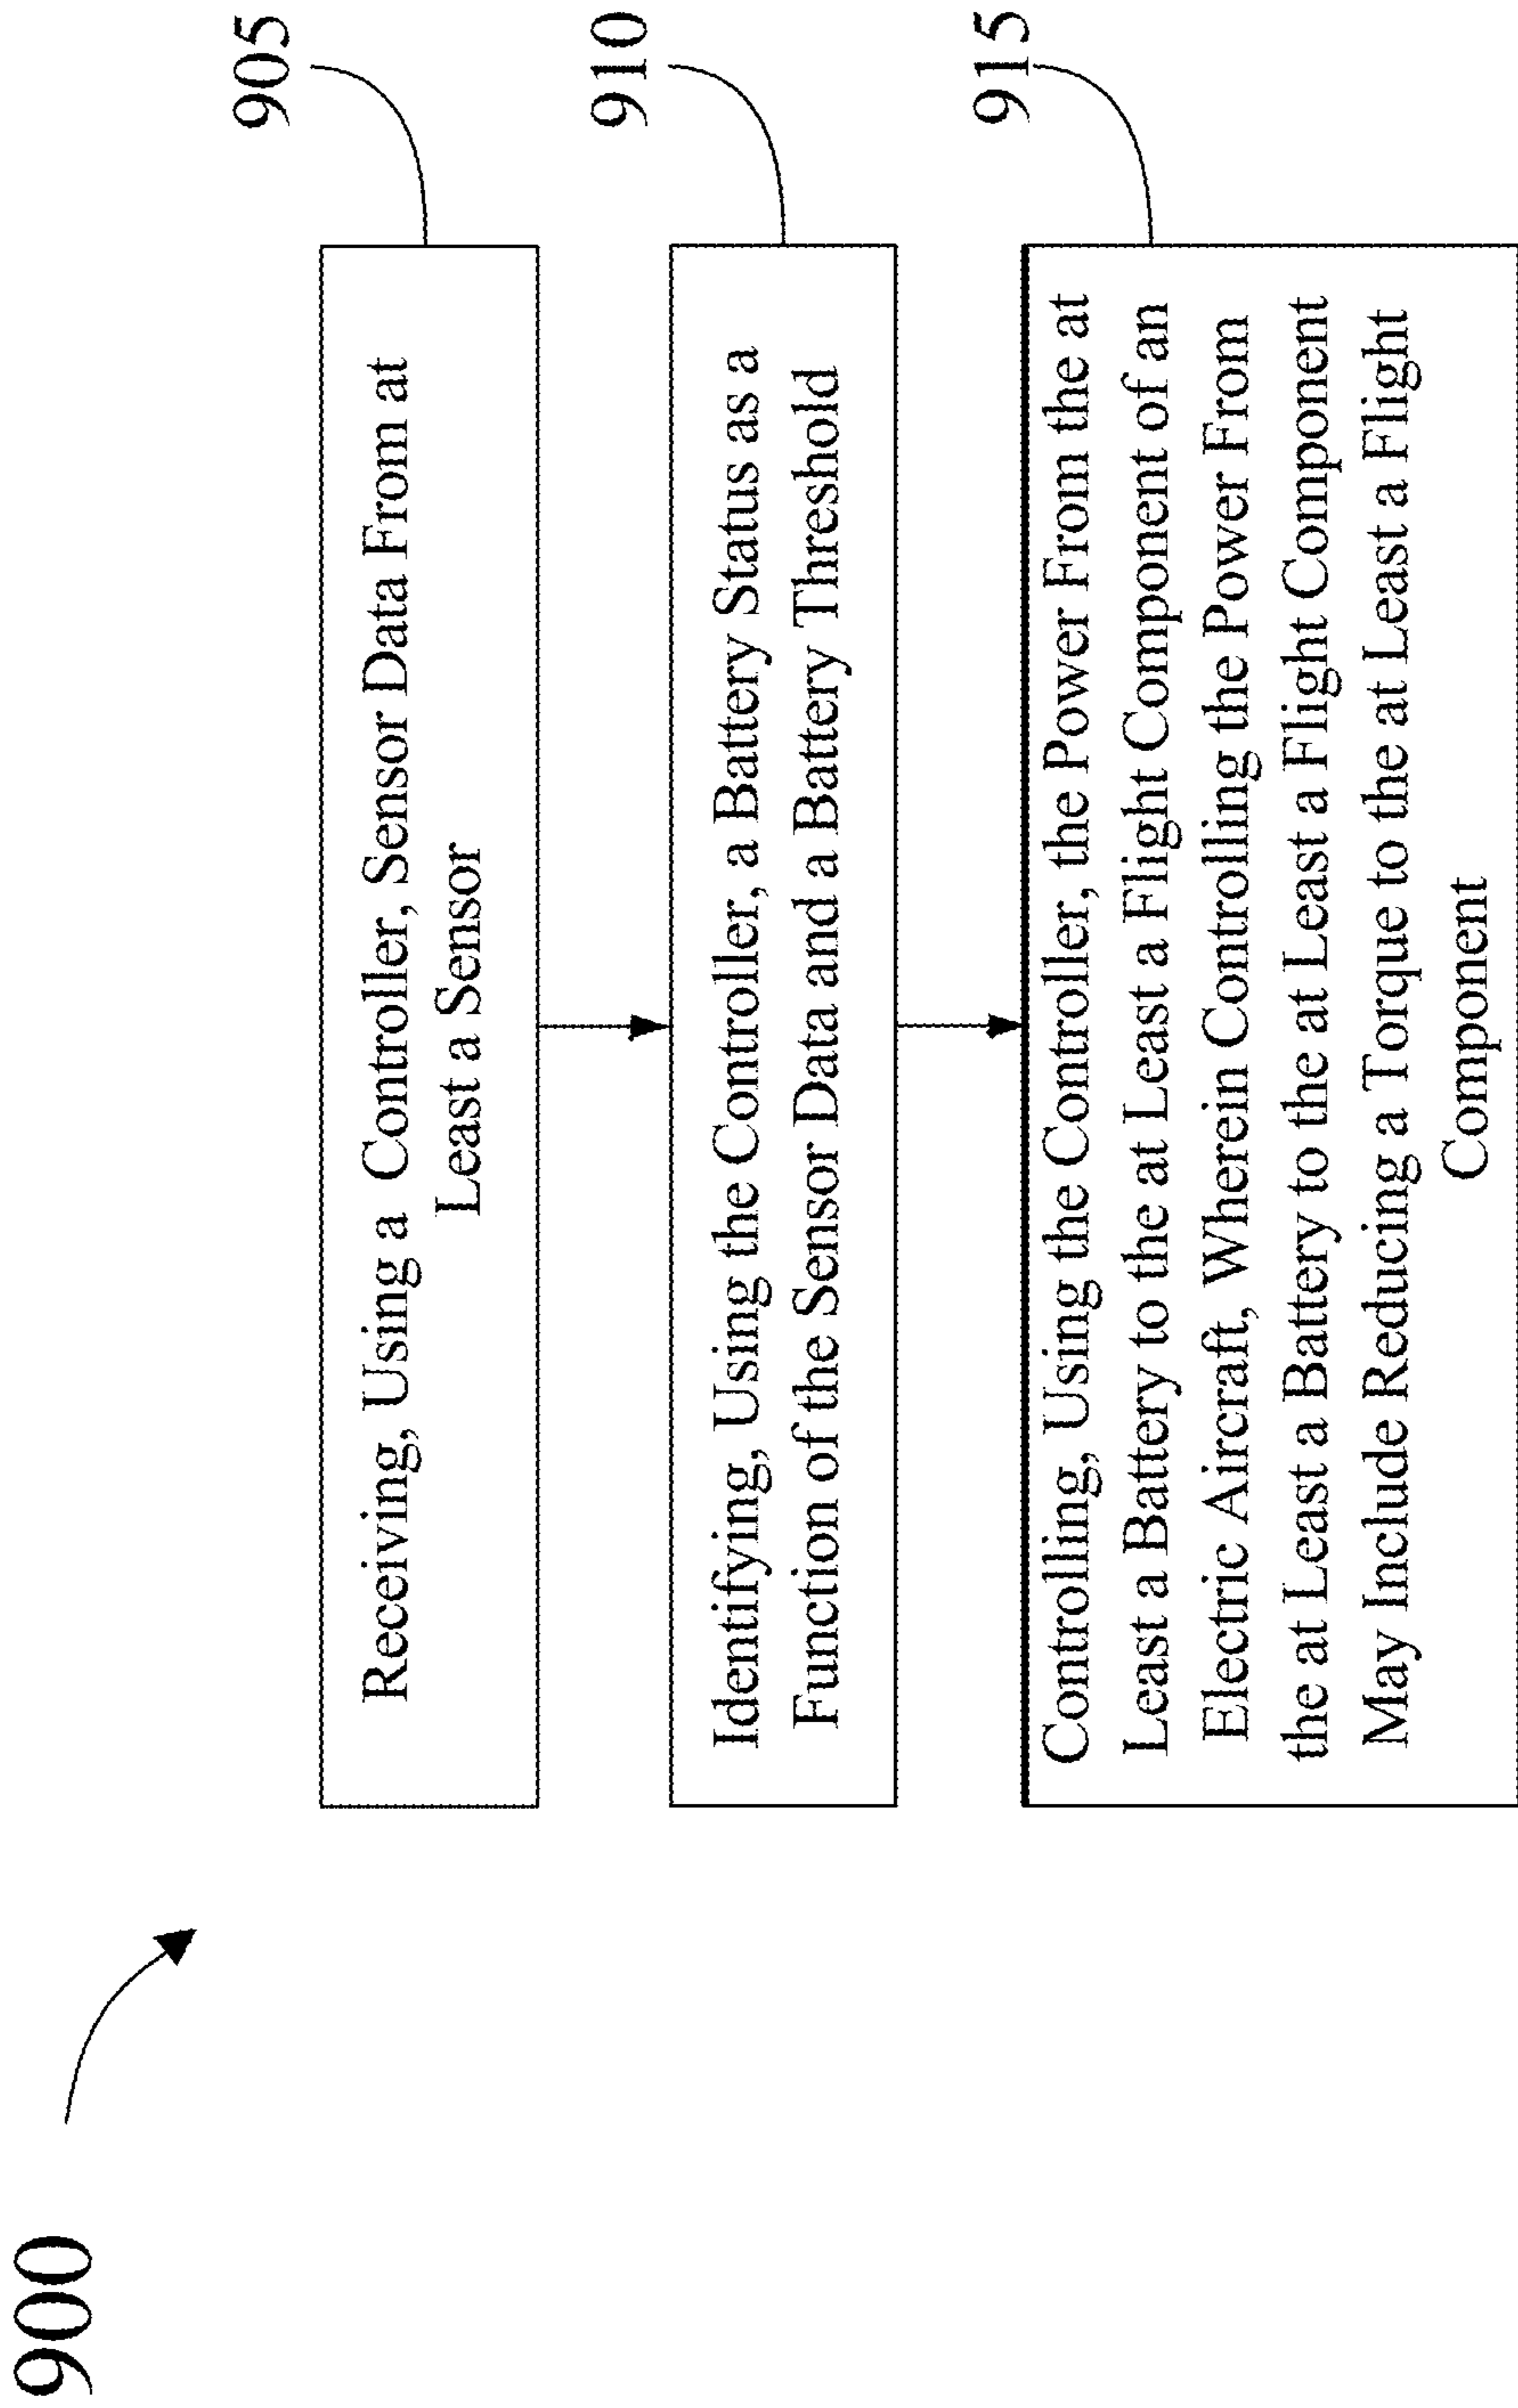 900
905
Receiving, Using a Controller, Sensor Data From at
Least a Sensor
910
Identifying, Using the Controller, a Battery Status as a
Function of the Sensor Data and a Battery Threshold
915
Controlling, Using the Controller, the Power From the at
Least a Battery to the at Least a Flight Component of an
Electric Aircraft, Wherein Controlling the Power From
the at Least a Battery to the at Least a Flight Component
May Include Reducing a Torque to the at Least a Flight
Component